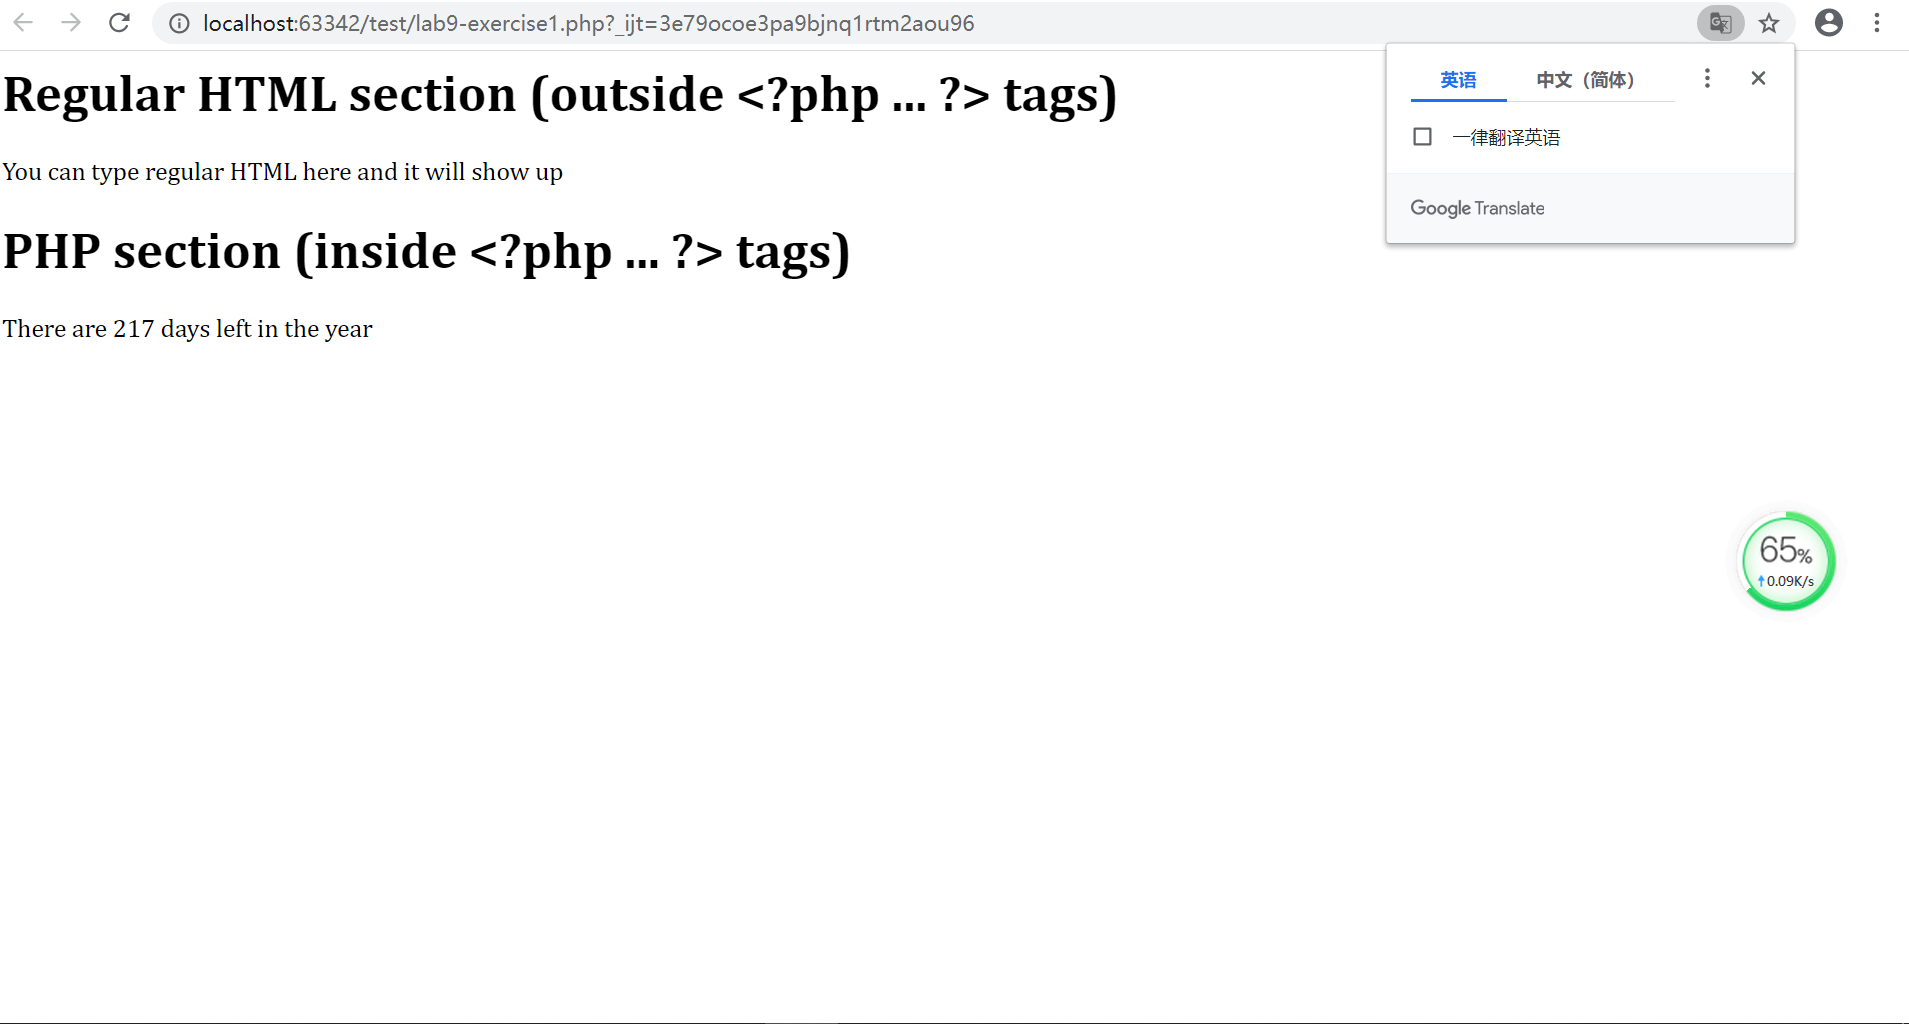 localhost:63342/test/lab9-exercise1.php?_ijt=3e79ocoe3pa9bjnq1rtm2aou96
英语 中文（简体）
一律翻译英语
Google Translate
Regular HTML section (outside <?php ... ?> tags)
You can type regular HTML here and it will show up
PHP section (inside <?php ... ?> tags)
There are 217 days left in the year
65%
0.09K/s